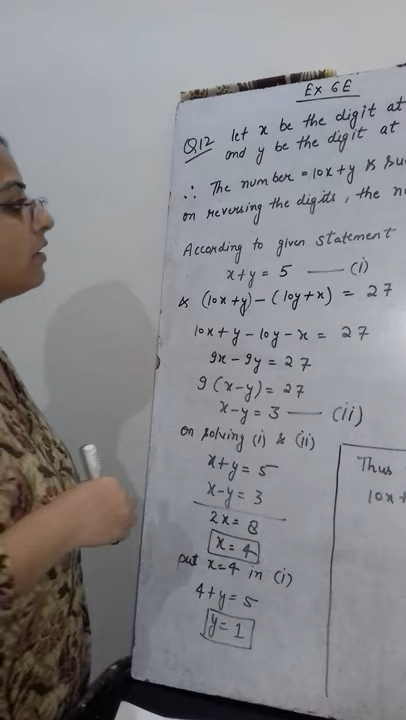 Ex 6E
Q12 let x be the digit at
and y be the digit at
∴ The number = 10x+y &
on reversing the digits, the
According to given statement
x+y = 5 —— (i)
& (10x+y) - (10y+x) = 27
10x+y-10y-x = 27
9x - 9y = 27
9(x-y) = 27
x-y = 3 —— (ii)
on solving (i) & (ii)
x+y = 5
x-y = 3
2x = 8
x = 4
put x=4 in (i)
4+y = 5
y = 1
Thus
10x+